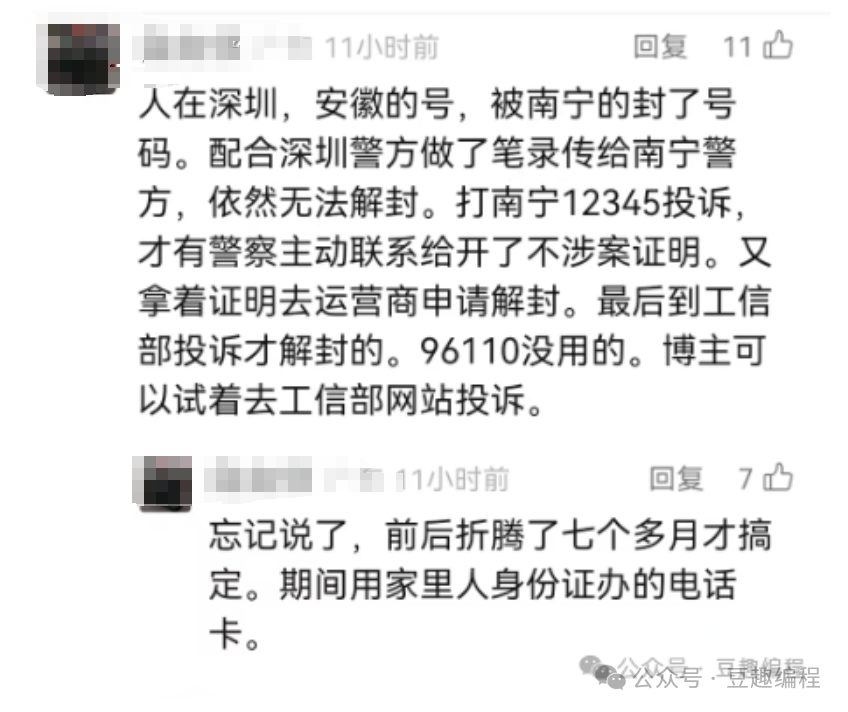 11小时前 回复 11
人在深圳，安徽的号，被南宁的封了号
码。配合深圳警方做了笔录传给南宁警
方，依然无法解封。打南宁12345投诉，
才有警察主动联系给开了不涉案证明。又
拿着证明去运营商申请解封。最后到工信
部投诉才解封的。96110没用的。博主可
以试着去工信部网站投诉。
11小时前 回复 7
忘记说了，前后折腾了七个多月才搞
定。期间用家里人身份证办的电话
卡。
公众号·豆趣编程
公众号·豆趣编程